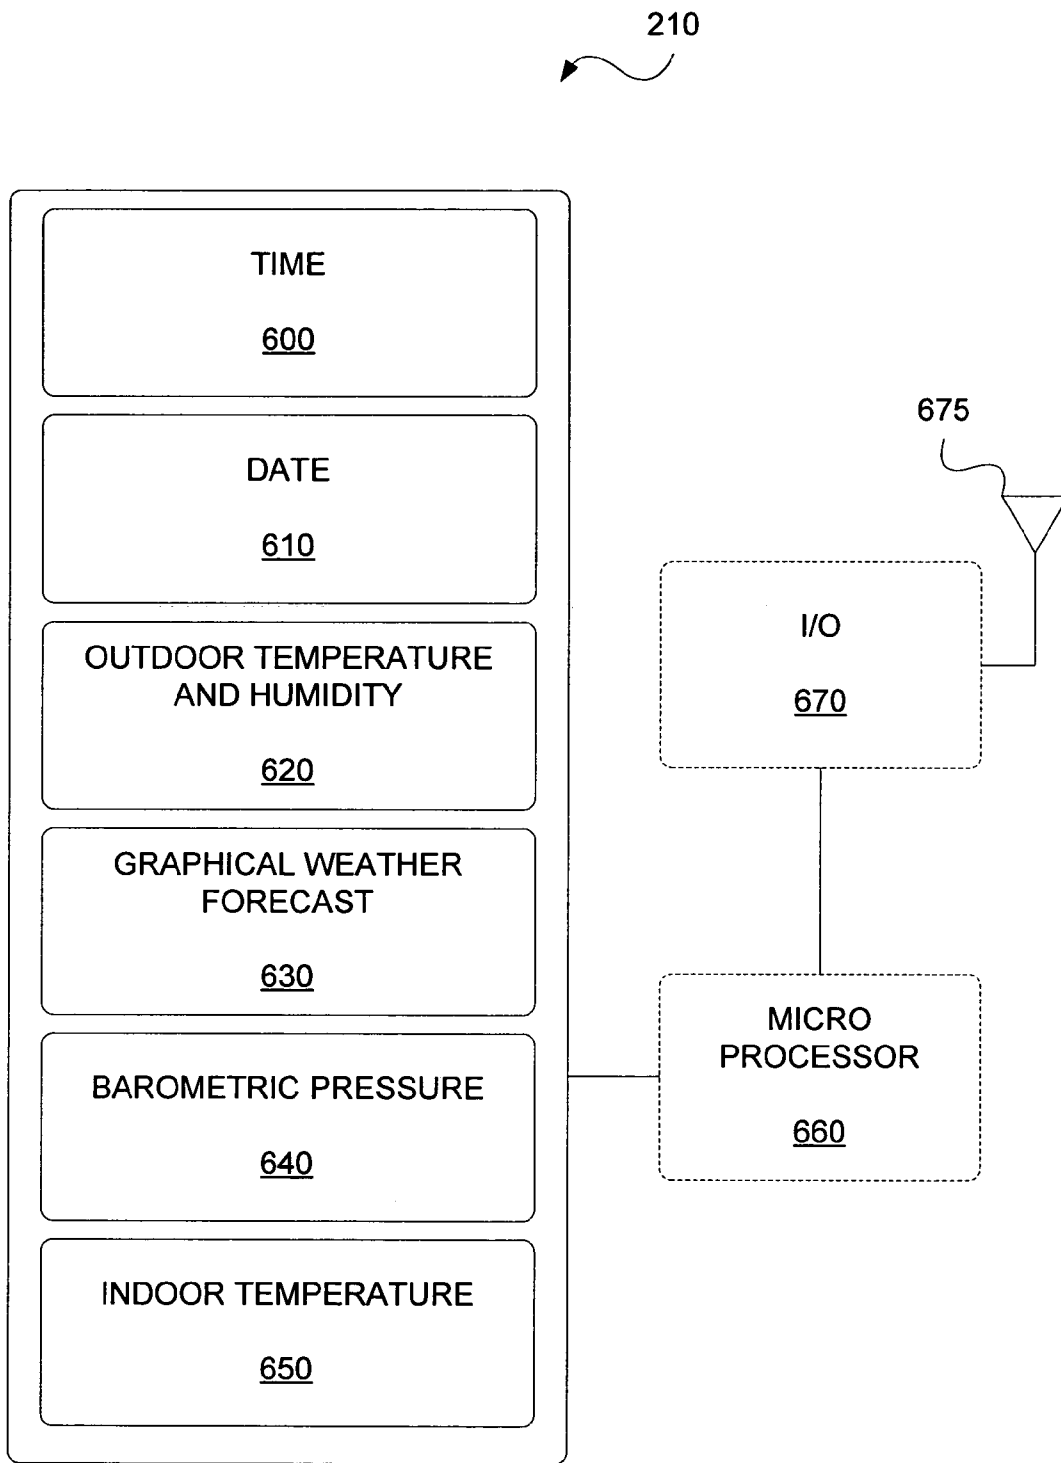 210
TIME
600
DATE
610
OUTDOOR TEMPERATURE
AND HUMIDITY
620
GRAPHICAL WEATHER
FORECAST
630
BAROMETRIC PRESSURE
640
INDOOR TEMPERATURE
650
675
I/O
670
MICRO
PROCESSOR
660